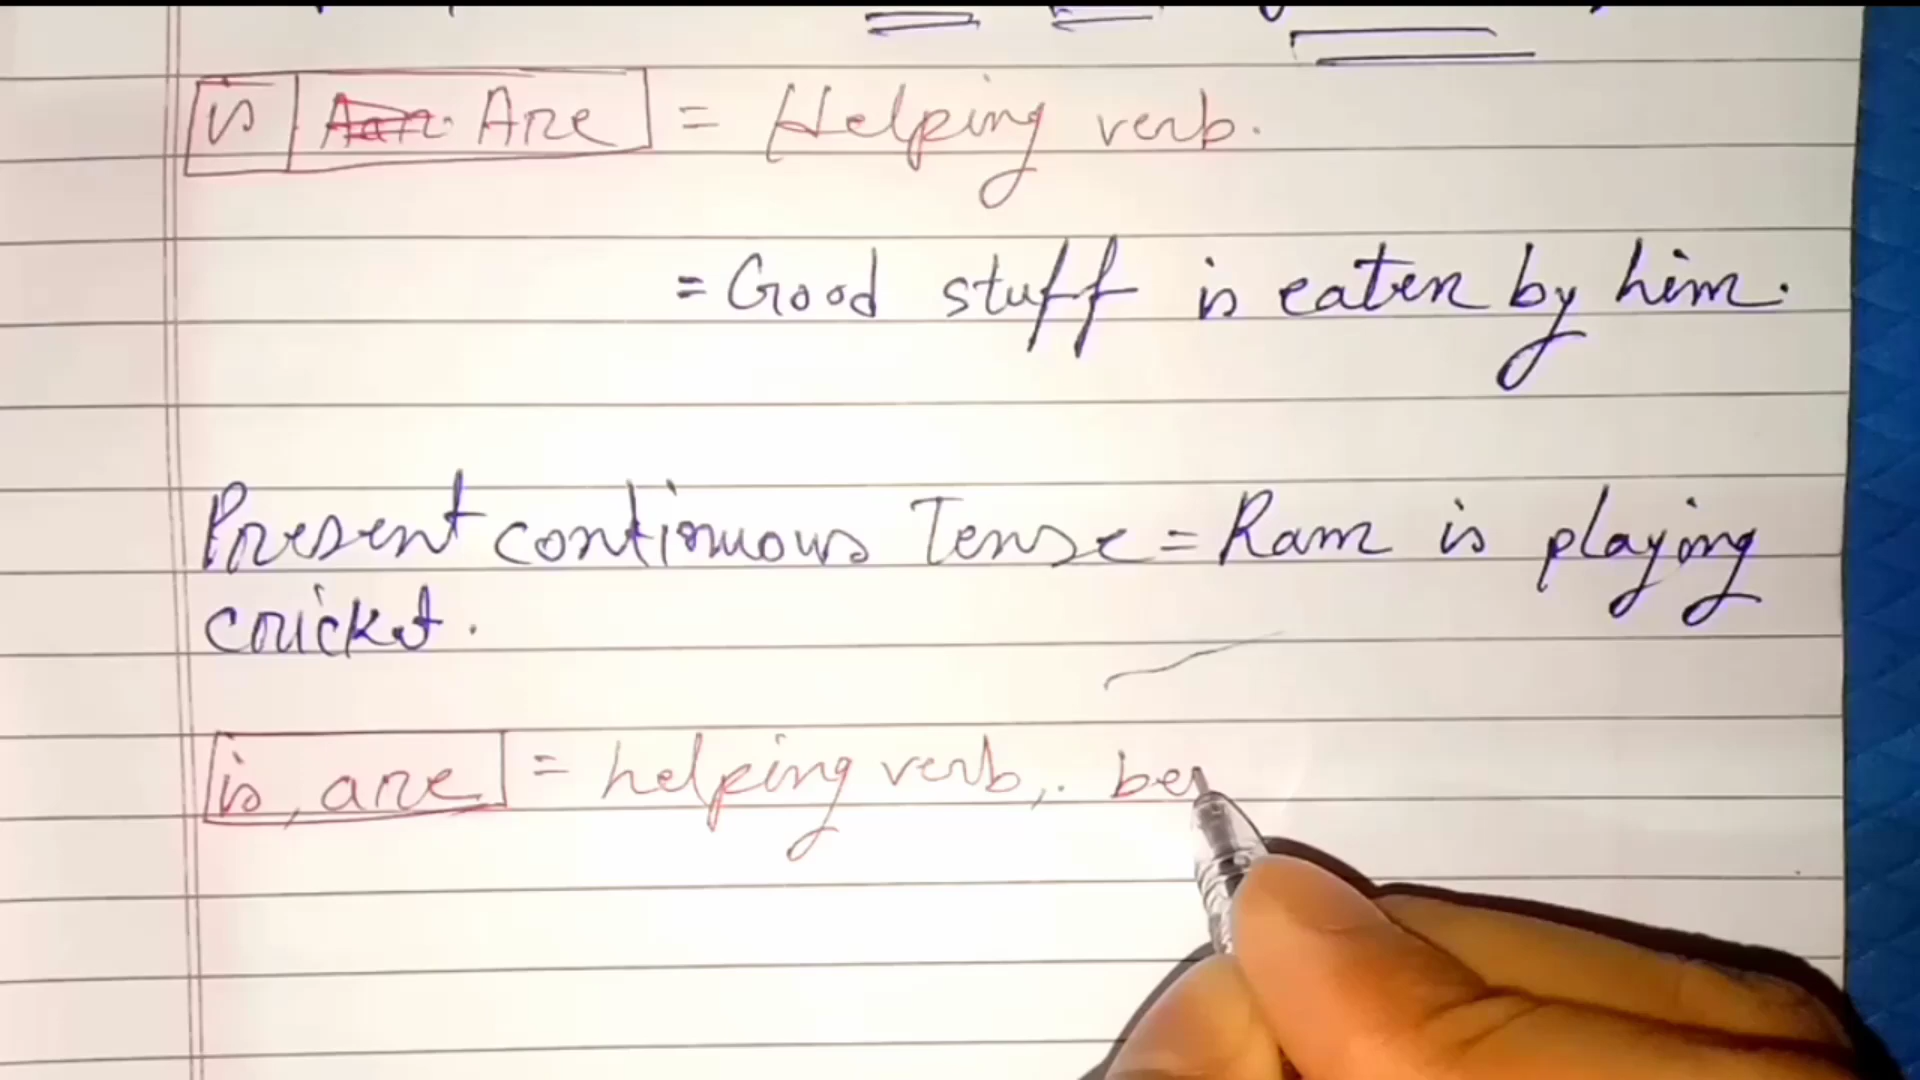 is Are = Helping verb.
= Good stuff is eaten by him.
Present continuous Tense = Ram is playing
cricket.
is, are = helping verb,. be